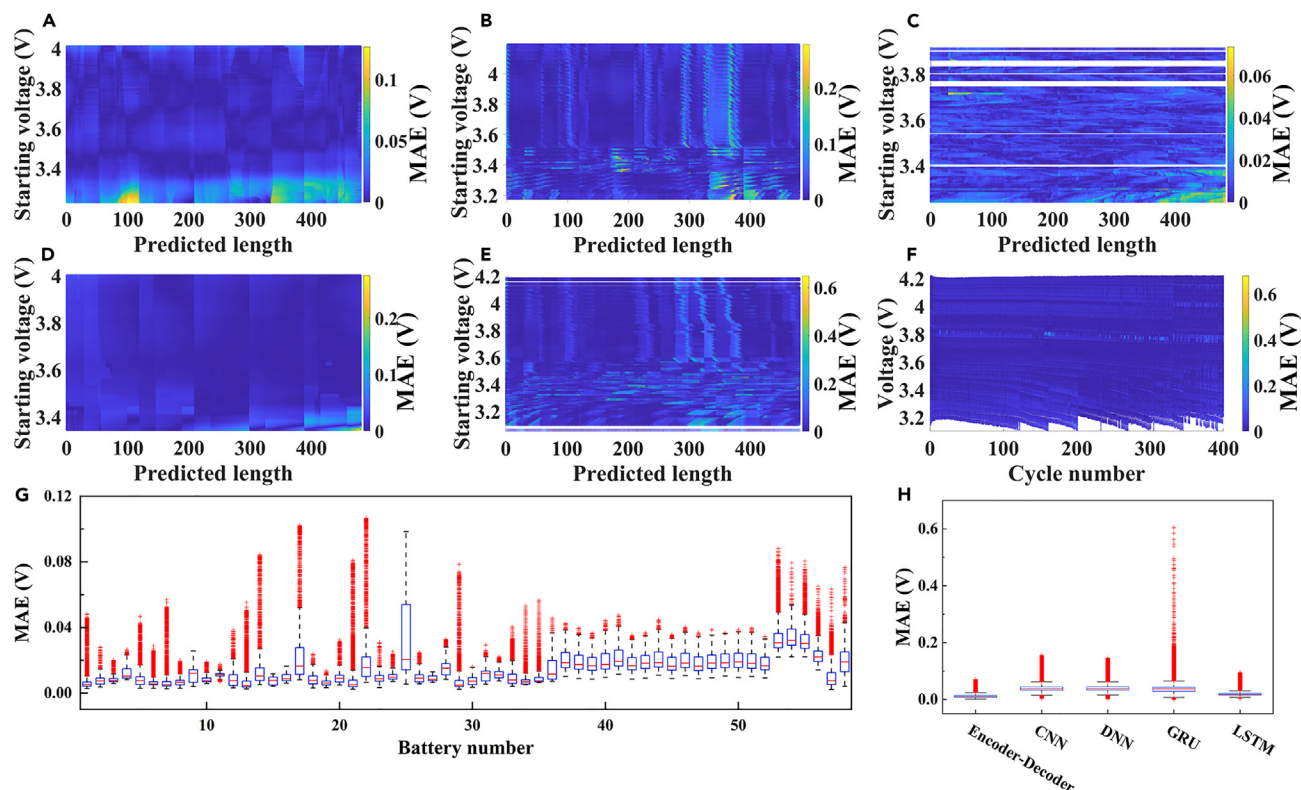 A
Starting voltage (V)
4
3.8
3.6
3.4
0 100 200 300 400
Predicted length
0.1
0.05
0
MAE (V)
B
Starting voltage (V)
4
3.8
3.6
3.4
3.2
0 100 200 300 400
Predicted length
0.2
0.1
0
MAE (V)
C
Starting voltage (V)
3.8
3.6
3.4
0 100 200 300 400
Predicted length
0.06
0.04
0.02
0
MAE (V)
D
Starting voltage (V)
4
3.8
3.6
3.4
0 100 200 300 400
Predicted length
0.2
0.1
0
MAE (V)
E
Starting voltage (V)
4.2
4
3.8
3.6
3.4
3.2
0 100 200 300 400
Predicted length
0.6
0.4
0.2
0
MAE (V)
F
Voltage (V)
4.2
4
3.8
3.6
3.4
3.2
0 100 200 300 400
Cycle number
0.6
0.4
0.2
0
MAE (V)
G
MAE (V)
0.12
0.08
0.04
0.00
10 20 30 40 50
Battery number
H
MAE (V)
0.6
0.4
0.2
0.0
Encoder-Decoder
CNN
DNN
GRU
LSTM